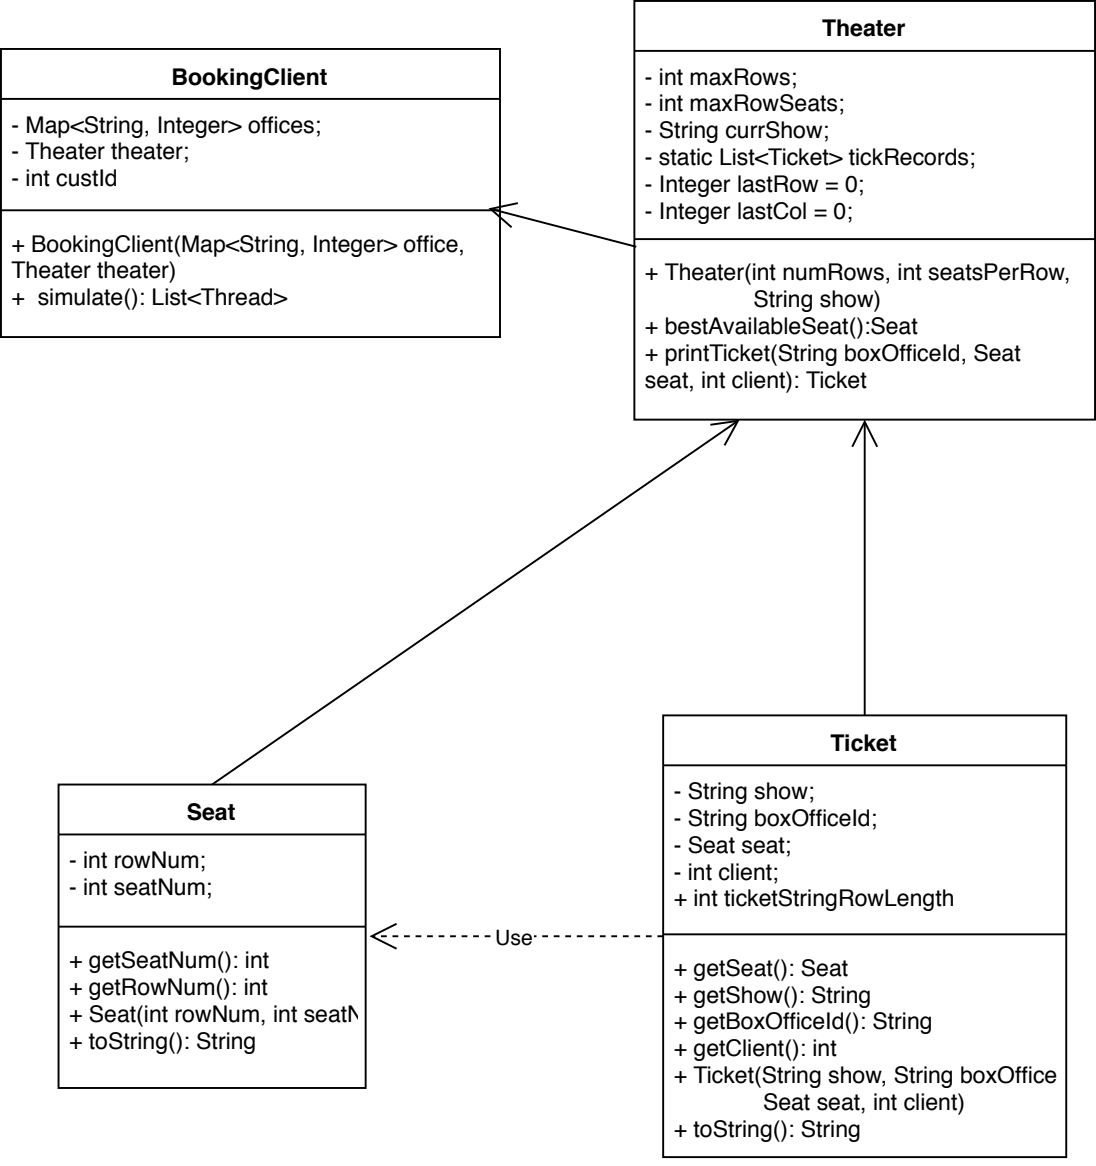 BookingClient
- Map<String, Integer> offices;
- Theater theater;
- int custId
+ BookingClient(Map<String, Integer> office,
Theater theater)
+  simulate(): List<Thread>
Theater
- int maxRows;
- int maxRowSeats;
- String currShow;
- static List<Ticket> tickRecords;
- Integer lastRow = 0;
- Integer lastCol = 0;
+ Theater(int numRows, int seatsPerRow,
String show)
+ bestAvailableSeat():Seat
+ printTicket(String boxOfficeId, Seat
seat, int client): Ticket
Seat
- int rowNum;
- int seatNum;
+ getSeatNum(): int
+ getRowNum(): int
+ Seat(int rowNum, int seatN
+ toString(): String
Use
Ticket
- String show;
- String boxOfficeId;
- Seat seat;
- int client;
+ int ticketStringRowLength
+ getSeat(): Seat
+ getShow(): String
+ getBoxOfficeId(): String
+ getClient(): int
+ Ticket(String show, String boxOffice
Seat seat, int client)
+ toString(): String